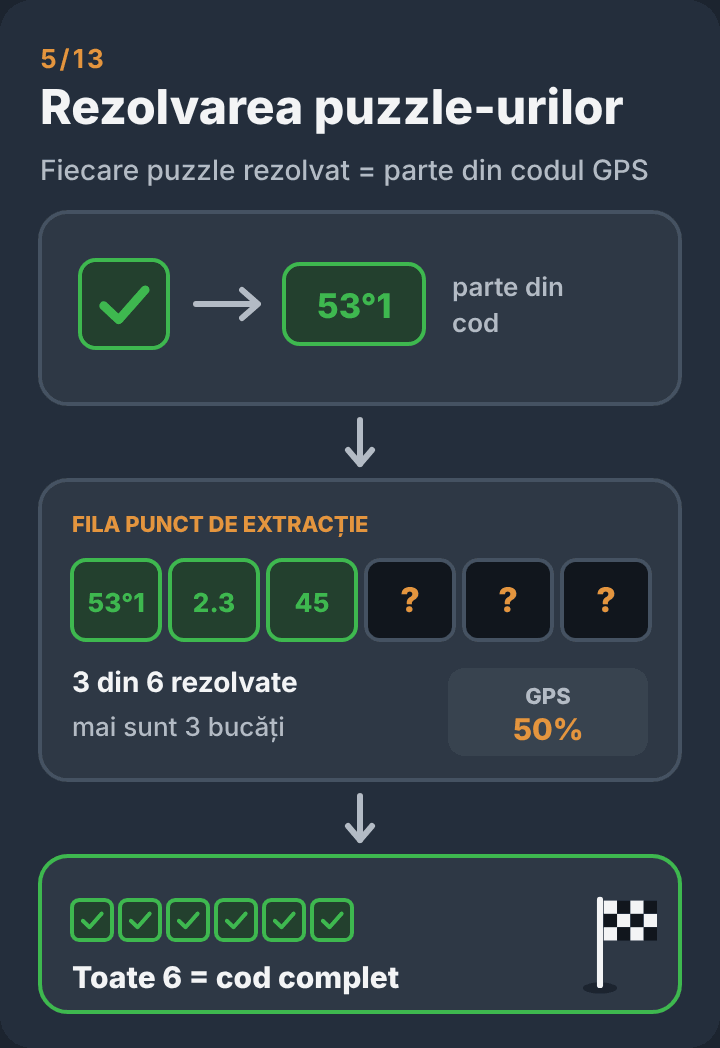 5/13
Rezolvarea puzzle-urilor
Fiecare puzzle rezolvat = parte din codul GPS
53°1
parte din
cod
FILA PUNCT DE EXTRACȚIE
53°1 2.3 45 ? ? ?
3 din 6 rezolvate
mai sunt 3 bucăți
GPS
50%
Toate 6 = cod complet